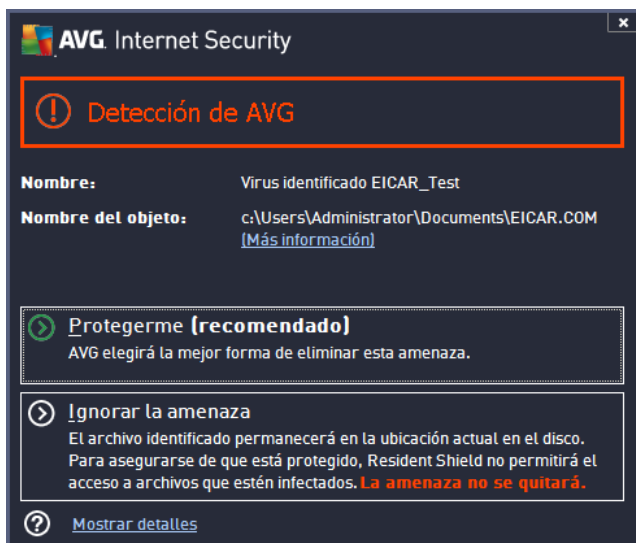 AVG. Internet Security
x
Detección de AVG
Nombre: Virus identificado EICAR_Test
Nombre del objeto: c:\Users\Administrator\Documents\EICAR.COM
(Más información)
Protegerme (recomendado)
AVG elegirá la mejor forma de eliminar esta amenaza.
Ignorar la amenaza
El archivo identificado permanecerá en la ubicación actual en el disco.
Para asegurarse de que está protegido, Resident Shield no permitirá el
acceso a archivos que estén infectados. La amenaza no se quitará.
Mostrar detalles